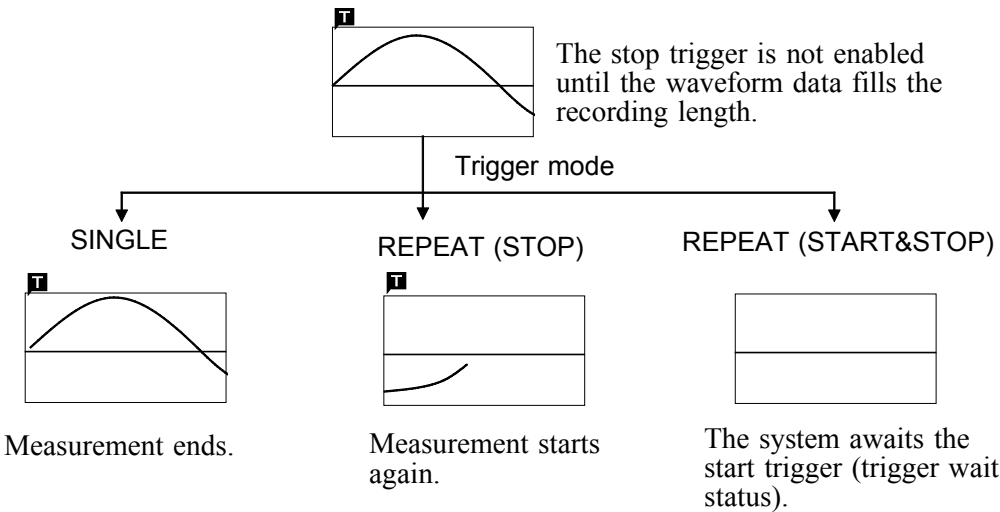 T
The stop trigger is not enabled
until the waveform data fills the
recording length.
Trigger mode
SINGLE
REPEAT (STOP)
REPEAT (START&STOP)
T
T
Measurement ends.
Measurement starts
again.
The system awaits the
start trigger (trigger wait
status).